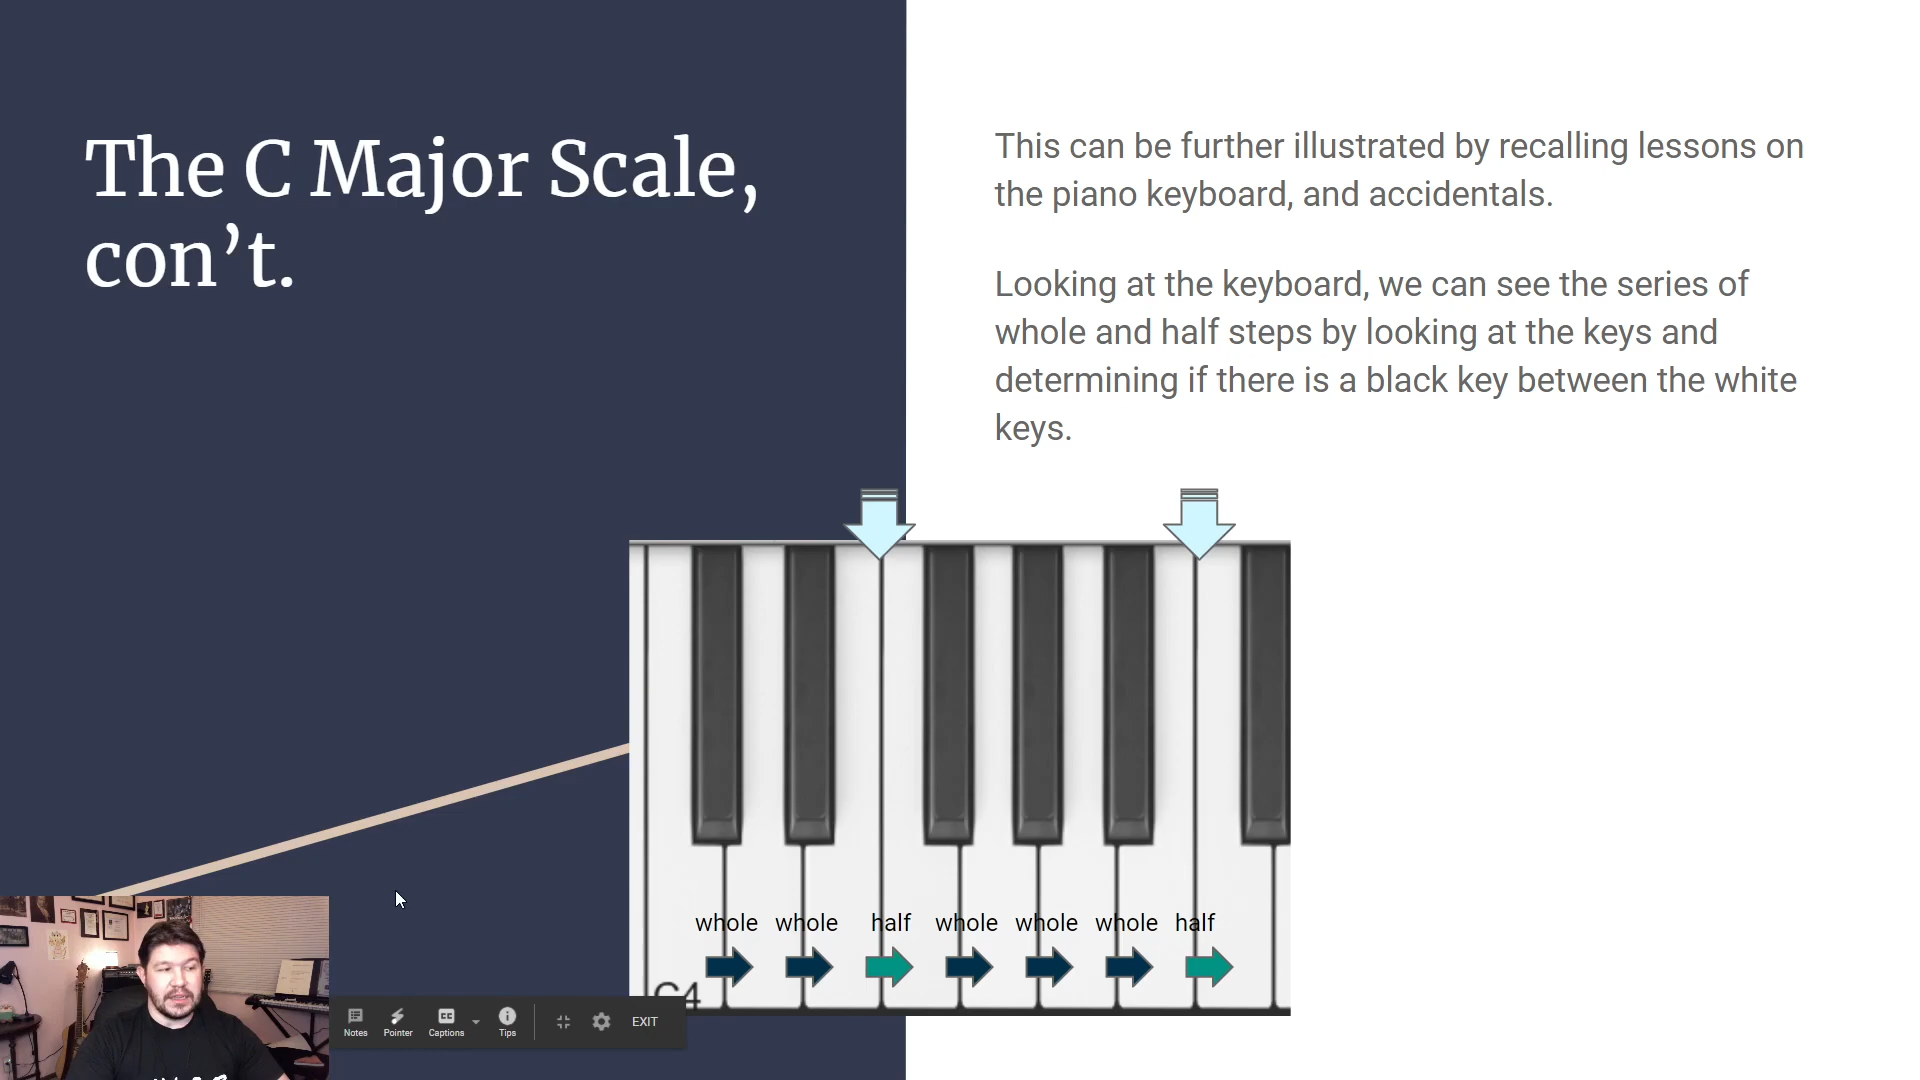 The C Major Scale,
con’t.
This can be further illustrated by recalling lessons on
the piano keyboard, and accidentals.
Looking at the keyboard, we can see the series of
whole and half steps by looking at the keys and
determining if there is a black key between the white
keys.
whole whole half whole whole whole half
C4
Notes Pointer Captions Tips EXIT